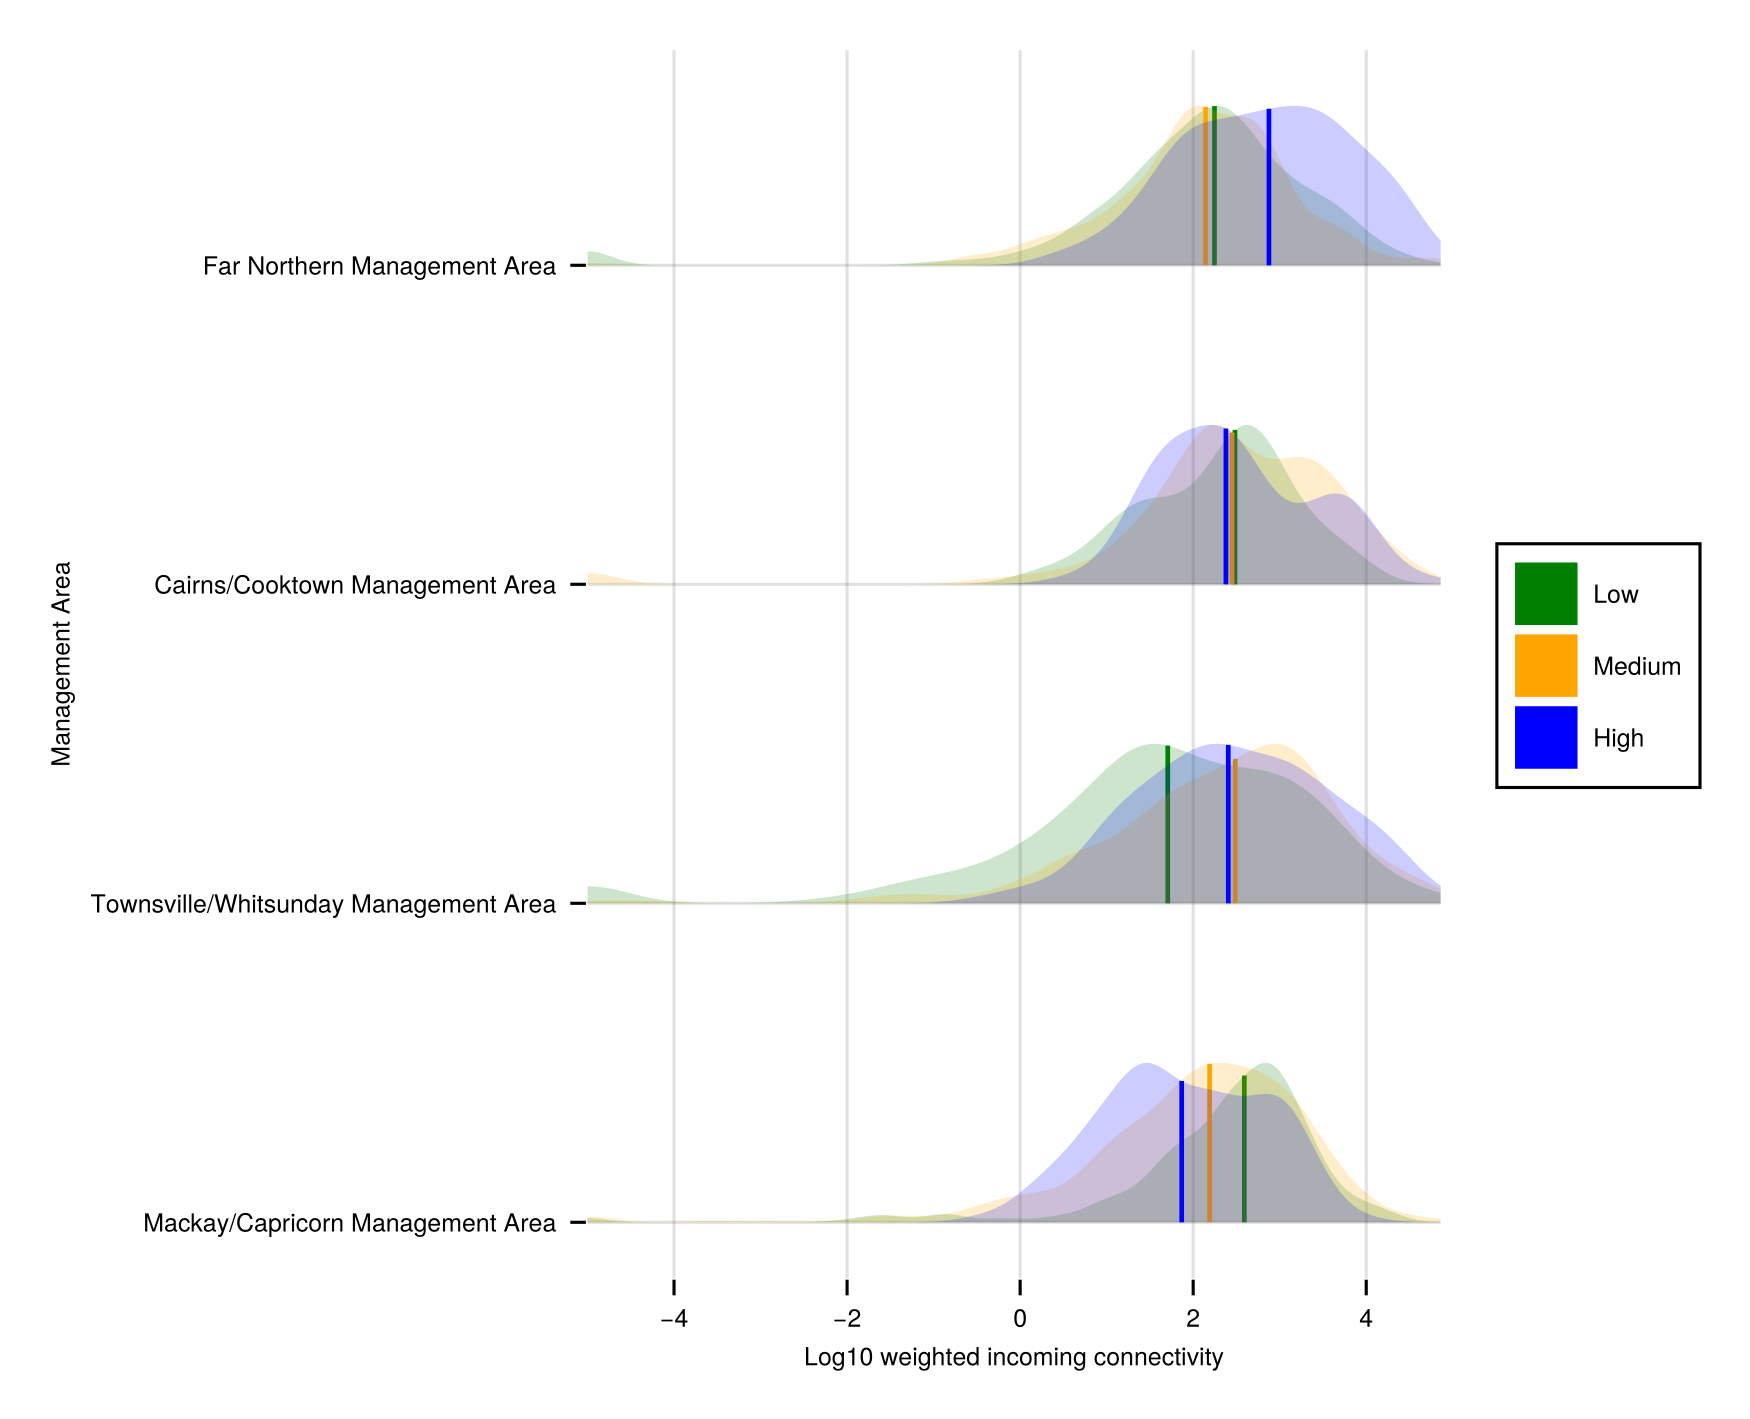 Far Northern Management Area
Cairns/Cooktown Management Area
Townsville/Whitsunday Management Area
Mackay/Capricorn Management Area
Management Area
−4
−2
0
2
4
Log10 weighted incoming connectivity
Low
Medium
High